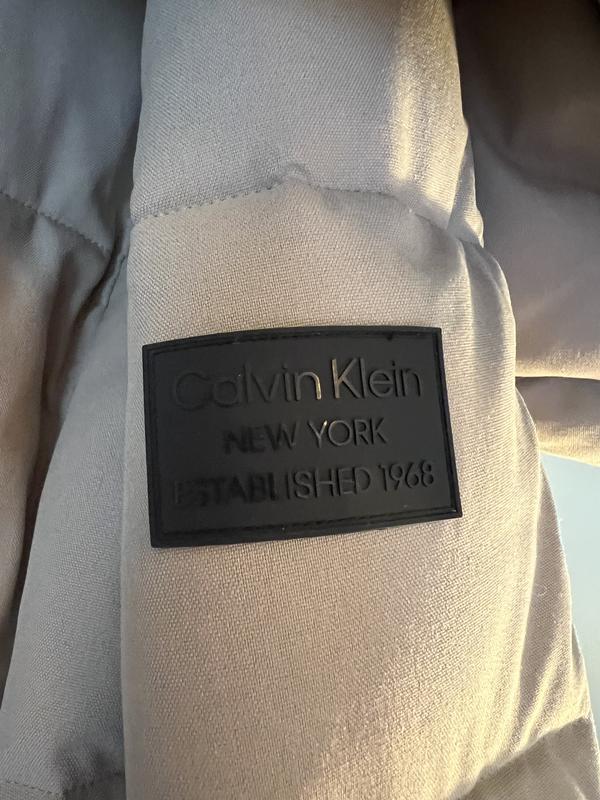 Calvin Klein
NEW YORK
ESTABLISHED 1968